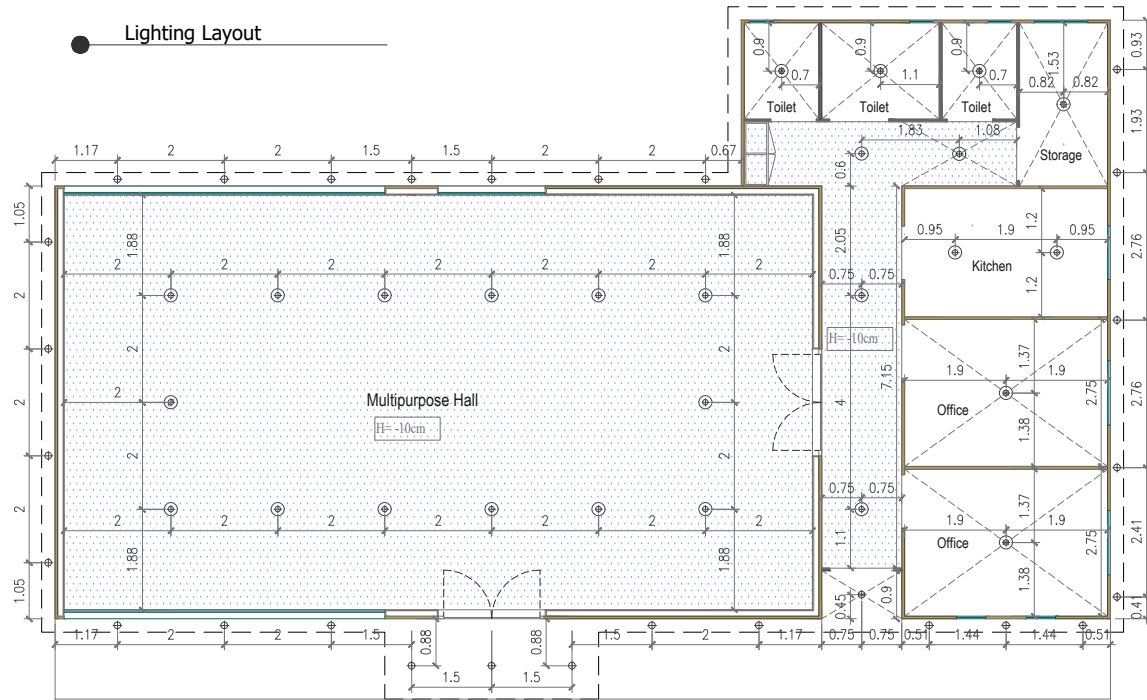 Lighting Layout
0.9 0.9 0.9 1.53 0.93
0.7 1.1 0.7 0.82 0.82
Toilet Toilet Toilet
1.83 1.08 1.93
1.17 2 2 1.5 1.5 2 2 0.67
0.6 Storage
1.05 1.88 1.88 2.05 1.2
0.95 1.9 0.95 2.76
2 2 2 2 2 2 2 Kitchen
2 0.75 0.75 1.2
2 2 H= -10cm
1.37
7.15 1.9 1.9 2.75 2.76
2 2 Multipurpose Hall 4 Office
H= -10cm
1.38
2 2
0.75 0.75 1.37
2 2 2 2 2 2 2 2 1.9 1.9 2.41
1.88 1.88 1.1 Office 2.75
1.38
1.05 0.45 0.9 0.41
1.17 2 2 1.5 0.88 0.88 1.5 2 1.17 0.75 0.75 0.51 1.44 1.44 0.51
1.5 1.5